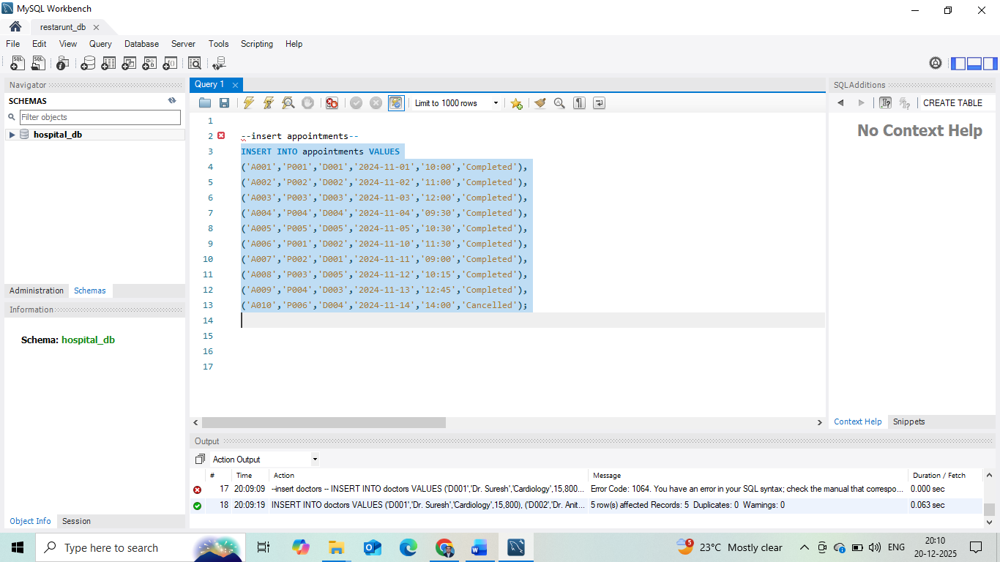 MySQL Workbench
restarunt_db
File Edit View Query Database Server Tools Scripting Help
Navigator
SCHEMAS
Filter objects
hospital_db
Administration Schemas
Information
Schema: hospital_db
Object Info Session
Query 1
Limit to 1000 rows
1
2 --insert appointments--
3 INSERT INTO appointments VALUES
4 ('A001','P001','D001','2024-11-01','10:00','Completed'),
5 ('A002','P002','D002','2024-11-02','11:00','Completed'),
6 ('A003','P003','D003','2024-11-03','12:00','Completed'),
7 ('A004','P004','D004','2024-11-04','09:30','Completed'),
8 ('A005','P005','D005','2024-11-05','10:30','Completed'),
9 ('A006','P001','D002','2024-11-10','11:30','Completed'),
10 ('A007','P002','D001','2024-11-11','09:00','Completed'),
11 ('A008','P003','D005','2024-11-12','10:15','Completed'),
12 ('A009','P004','D003','2024-11-13','12:45','Completed'),
13 ('A010','P006','D004','2024-11-14','14:00','Cancelled');
14
15
16
17
SQLAdditions
CREATE TABLE
No Context Help
Context Help Snippets
Output
Action Output
# Time Action Message Duration / Fetch
17 20:09:09 --insert doctors -- INSERT INTO doctors VALUES ('D001','Dr. Suresh','Cardiology',15,800... Error Code: 1064. You have an error in your SQL syntax; check the manual that correspo... 0.000 sec
18 20:09:19 INSERT INTO doctors VALUES ('D001','Dr. Suresh','Cardiology',15,800), ('D002','Dr. Anit... 5 row(s) affected Records: 5 Duplicates: 0 Warnings: 0 0.063 sec
Type here to search
5
23°C Mostly clear
ENG
20:10
20-12-2025